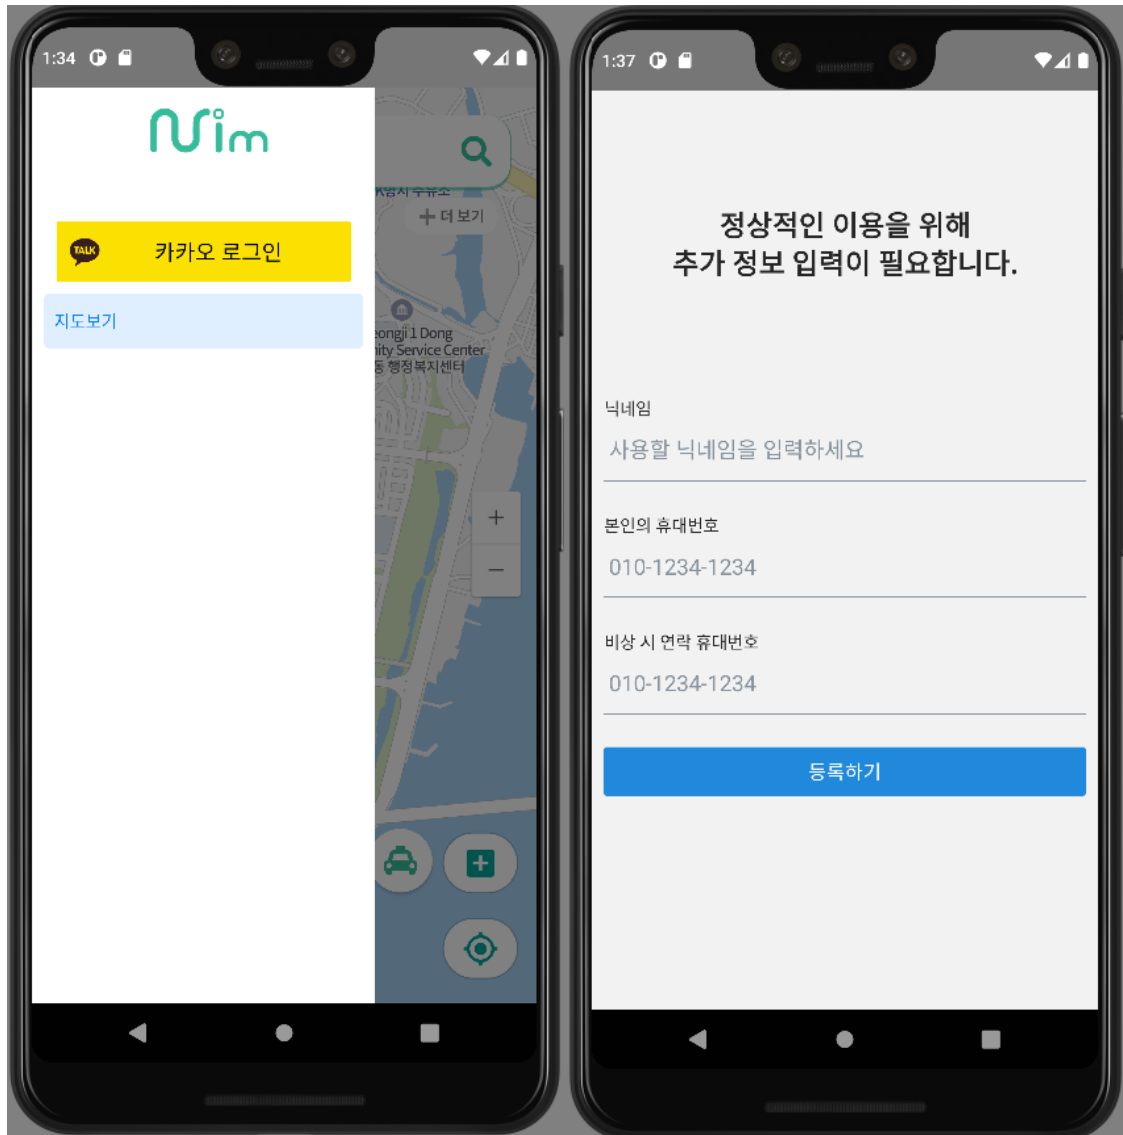 1:34
Nim
TALK
카카오 로그인
지도보기
더 보기
1 Dong
Service Center
행정복지센터
+
−
1:37
정상적인 이용을 위해
추가 정보 입력이 필요합니다.
닉네임
사용할 닉네임을 입력하세요
본인의 휴대번호
010-1234-1234
비상 시 연락 휴대번호
010-1234-1234
등록하기